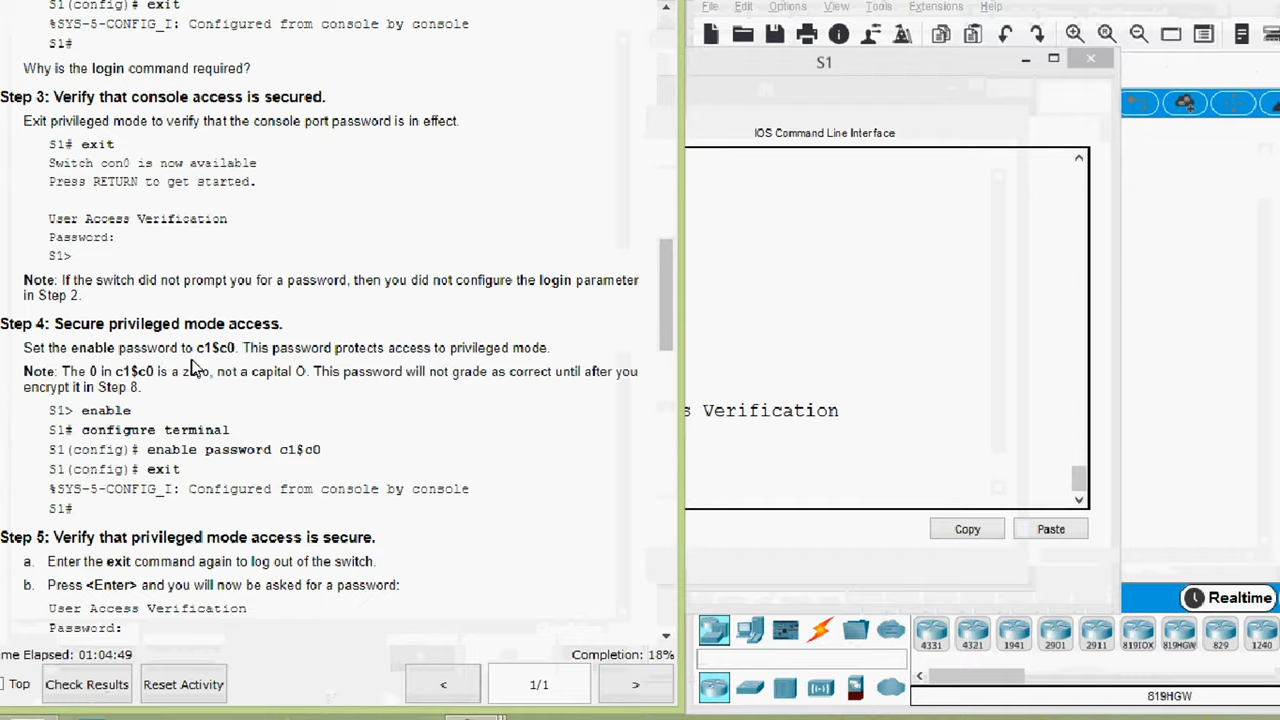 S1(config)# exit
%SYS-5-CONFIG_I: Configured from console by console
S1#
Why is the login command required?
Step 3: Verify that console access is secured.
Exit privileged mode to verify that the console port password is in effect.
S1# exit
Switch con0 is now available
Press RETURN to get started.
User Access Verification
Password:
S1>
Note: If the switch did not prompt you for a password, then you did not configure the login parameter
in Step 2.
Step 4: Secure privileged mode access.
Set the enable password to c1$c0. This password protects access to privileged mode.
Note: The 0 in c1$c0 is a zero, not a capital O. This password will not grade as correct until after you
encrypt it in Step 8.
S1> enable
S1# configure terminal
S1(config)# enable password c1$c0
S1(config)# exit
%SYS-5-CONFIG_I: Configured from console by console
S1#
Step 5: Verify that privileged mode access is secure.
a. Enter the exit command again to log out of the switch.
b. Press <Enter> and you will now be asked for a password:
User Access Verification
Password:
me Elapsed: 01:04:49 Completion: 18%
Top Check Results Reset Activity < 1/1 >
File Edit Options View Tools Extensions Help
S1
IOS Command Line Interface
s Verification
Copy Paste
Realtime
4331 4321 1941 2901 2911 819IOX 819HGW 829 1240
819HGW